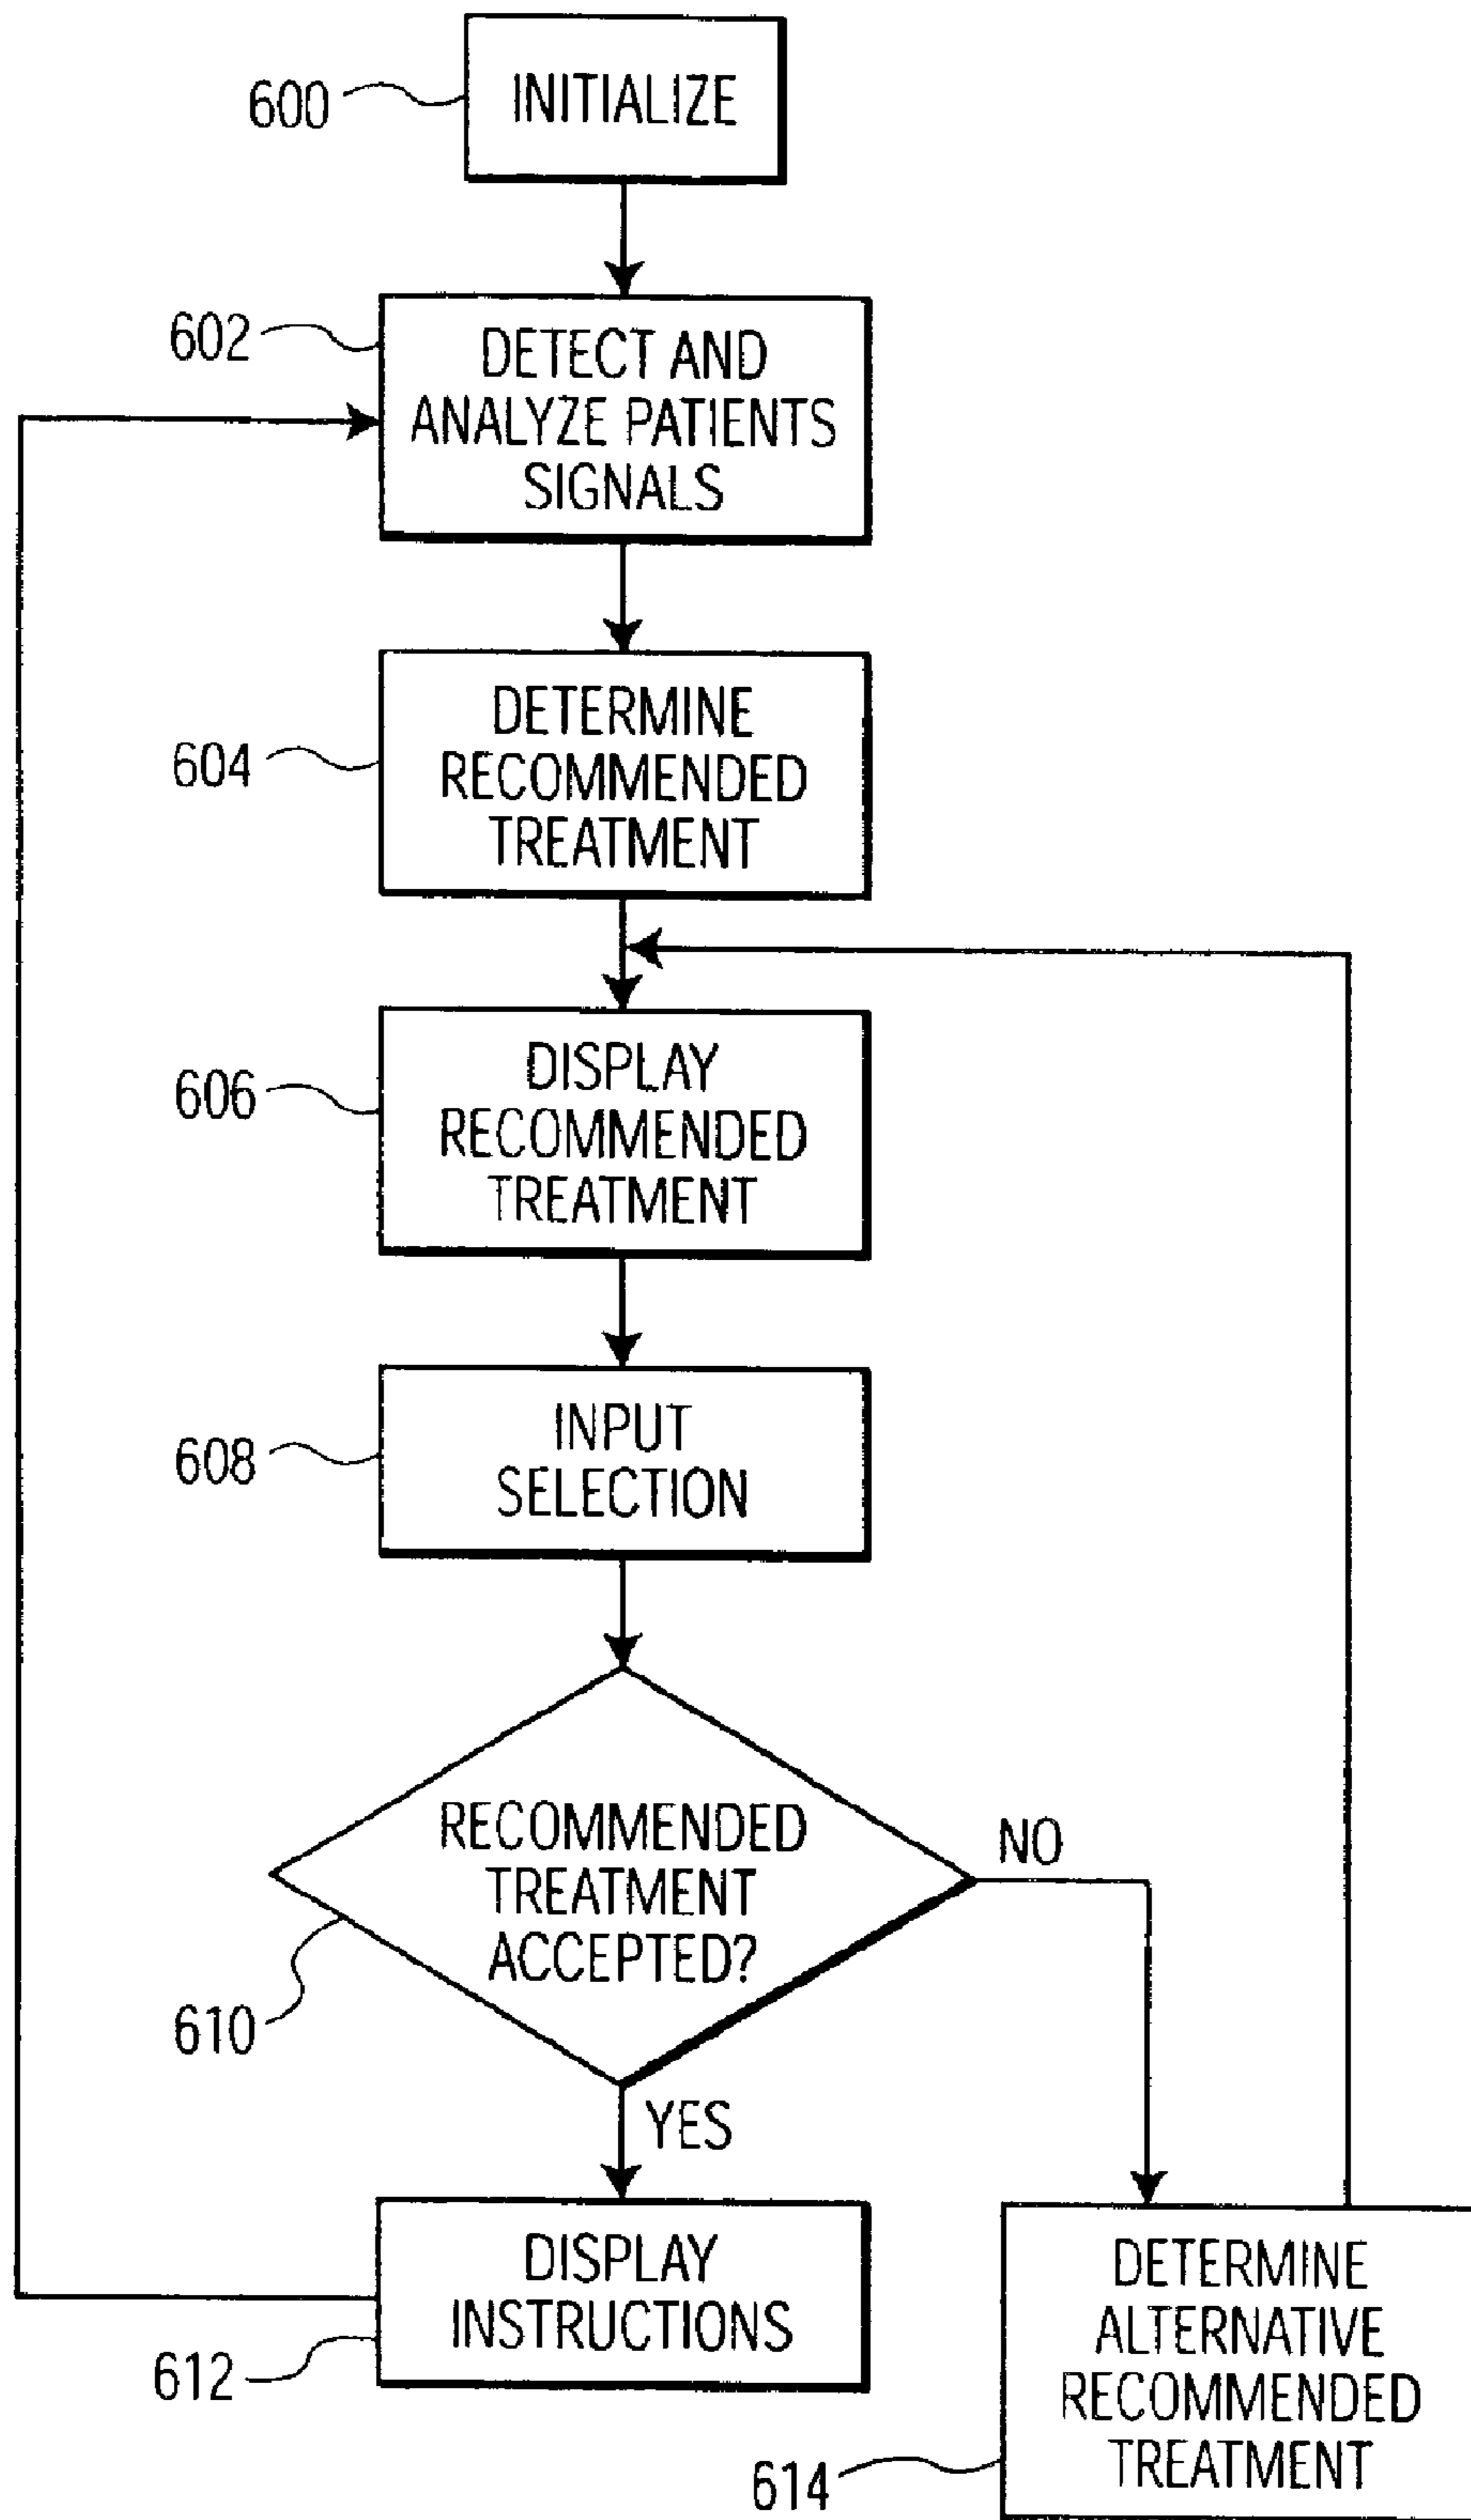 600
INITIALIZE
602
DETECT AND
ANALYZE PATIENTS
SIGNALS
604
DETERMINE
RECOMMENDED
TREATMENT
606
DISPLAY
RECOMMENDED
TREATMENT
608
INPUT
SELECTION
610
RECOMMENDED
TREATMENT
ACCEPTED?
NO
YES
612
DISPLAY
INSTRUCTIONS
614
DETERMINE
ALTERNATIVE
RECOMMENDED
TREATMENT